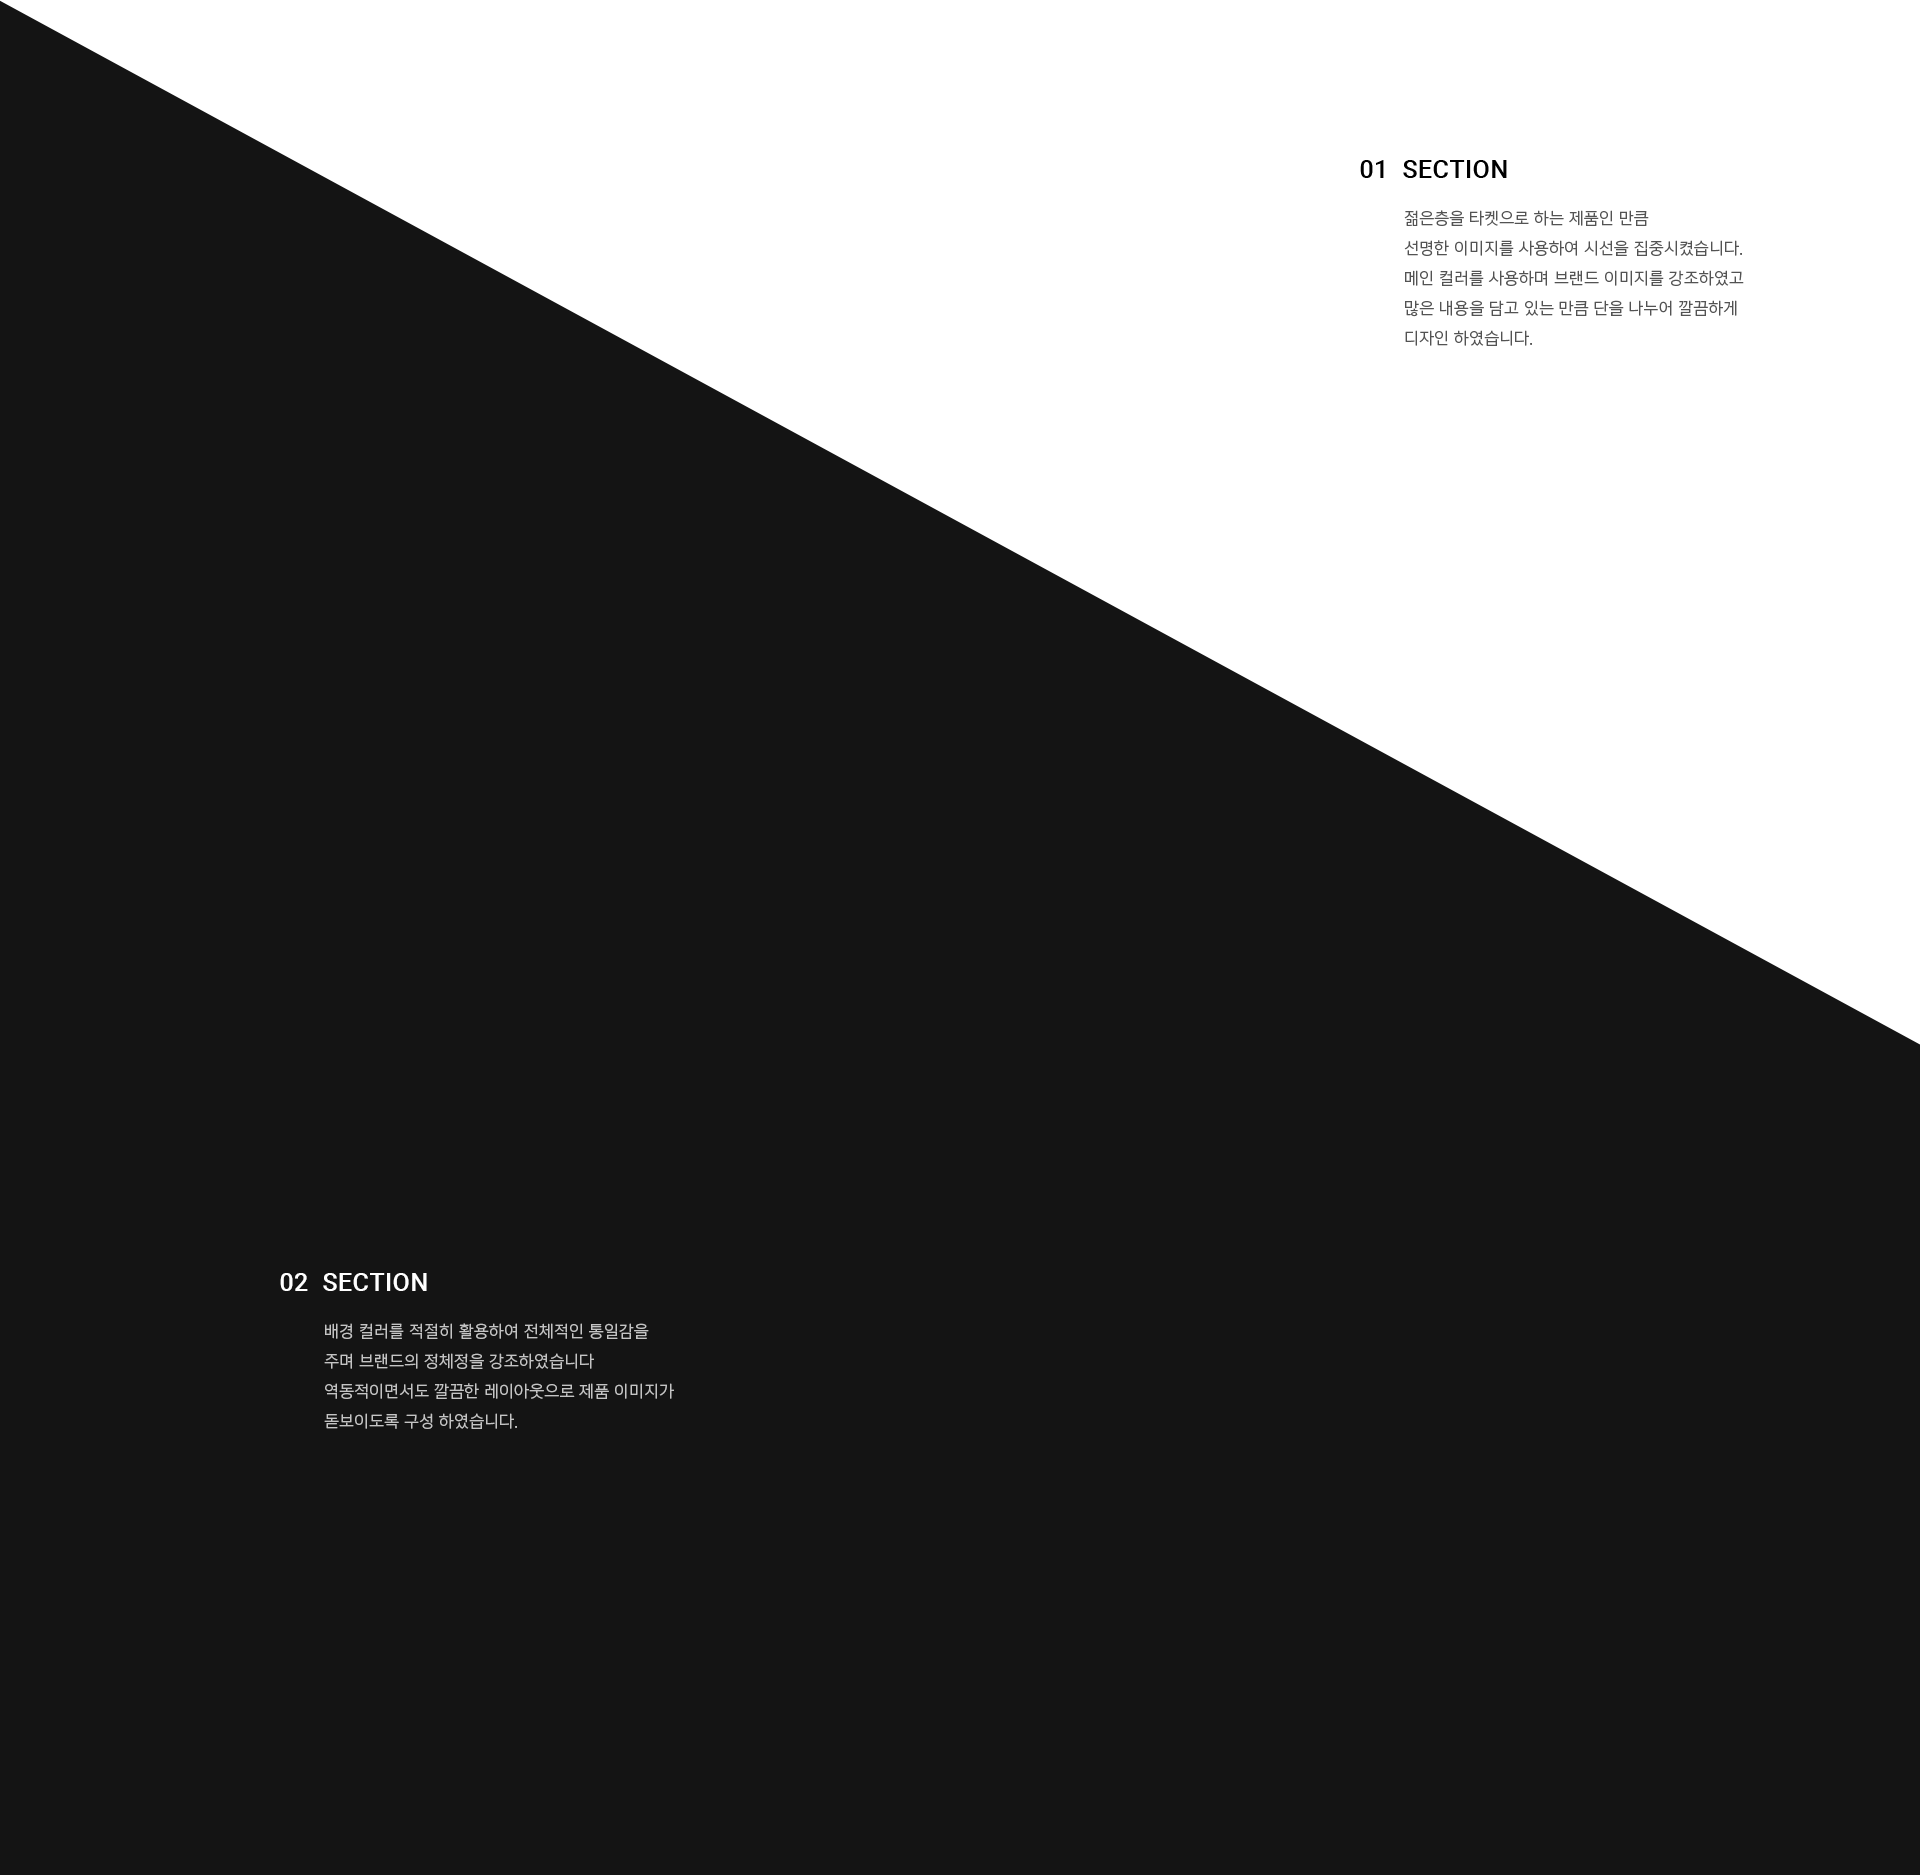 01 SECTION
젊은층을 타켓으로 하는 제품인 만큼
선명한 이미지를 사용하여 시선을 집중시켰습니다.
메인 컬러를 사용하며 브랜드 이미지를 강조하였고
많은 내용을 담고 있는 만큼 단을 나누어 깔끔하게
디자인 하였습니다.
02 SECTION
배경 컬러를 적절히 활용하여 전체적인 통일감을
주며 브랜드의 정체정을 강조하였습니다
역동적이면서도 깔끔한 레이아웃으로 제품 이미지가
돋보이도록 구성 하였습니다.